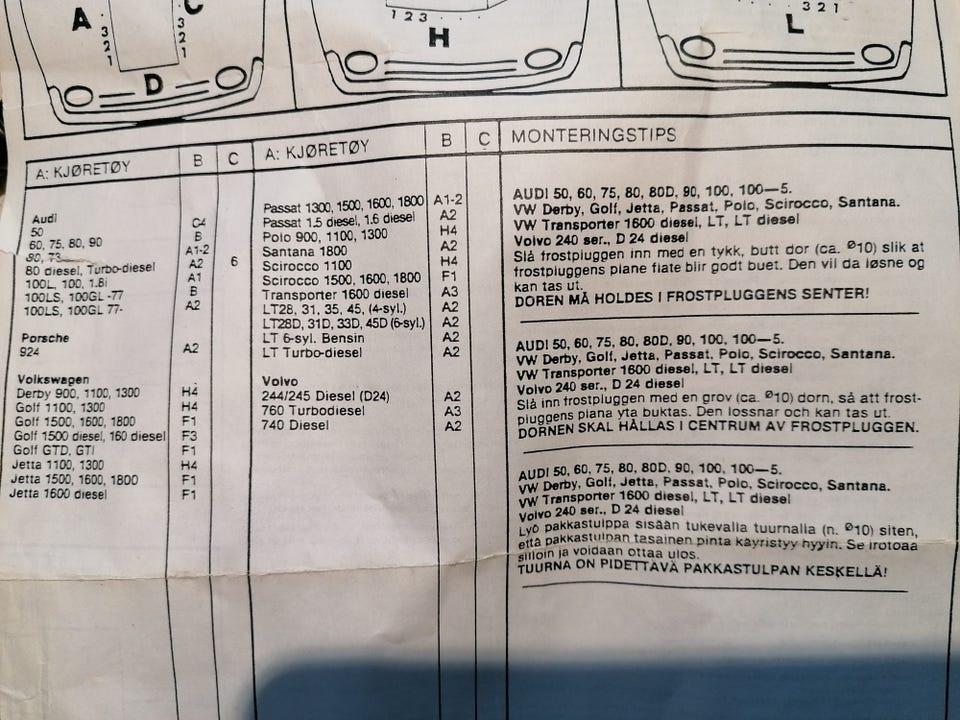 A
3
2
1
D
C
3
2
1
1 2 3 . . . .
H
. . 3 2 1
L
A: KJØRETØY B C
Audi
50 C4
60, 75, 80, 90 B
80, 73— A1-2 6
80 diesel, Turbo-diesel A2
100L, 100, 1.8i A1
100LS, 100GL -77 B
100LS, 100GL 77- A2
Porsche
924 A2
Volkswagen
Derby 900, 1100, 1300 H4
Golf 1100, 1300 H4
Golf 1500, 1600, 1800 F1
Golf 1500 diesel, 160 diesel F3
Golf GTD, GTI F1
Jetta 1100, 1300 H4
Jetta 1500, 1600, 1800 F1
Jetta 1600 diesel F1
A: KJØRETØY B C
Passat 1300, 1500, 1600, 1800 A1-2
Passat 1.5 diesel, 1.6 diesel A2
Polo 900, 1100, 1300 H4
Santana 1800 A2
Scirocco 1100 H4
Scirocco 1500, 1600, 1800 F1
Transporter 1600 diesel A3
LT28, 31, 35, 45, (4-syl.) A2
LT28D, 31D, 33D, 45D (6-syl.) A2
LT 6-syl. Bensin A2
LT Turbo-diesel A2
Volvo
244/245 Diesel (D24) A2
760 Turbodiesel A3
740 Diesel A2
MONTERINGSTIPS
AUDI 50, 60, 75, 80, 80D, 90, 100, 100—5.
VW Derby, Golf, Jetta, Passat, Polo, Scirocco, Santana.
VW Transporter 1600 diesel, LT, LT diesel
Volvo 240 ser., D 24 diesel
Slå frostpluggen inn med en tykk, butt dor (ca. ⌀10) slik at
frostpluggens plane flate blir godt buet. Den vil da løsne og
kan tas ut.
DOREN MÅ HOLDES I FROSTPLUGGENS SENTER!
AUDI 50, 60, 75, 80, 80D, 90, 100, 100—5.
VW Derby, Golf, Jetta, Passat, Polo, Scirocco, Santana.
VW Transporter 1600 diesel, LT, LT diesel
Volvo 240 ser., D 24 diesel
Slå inn frostpluggen med en grov (ca. ⌀10) dorn, så att frost-
pluggens plana yta buktas. Den lossnar och kan tas ut.
DORNEN SKAL HÅLLAS I CENTRUM AV FROSTPLUGGEN.
AUDI 50, 60, 75, 80, 80D, 90, 100, 100—5.
VW Derby, Golf, Jetta, Passat, Polo, Scirocco, Santana.
VW Transporter 1600 diesel, LT, LT diesel
Volvo 240 ser., D 24 diesel
Lyö pakkastulppa sisään tukevalla tuurnalla (n. ⌀10) siten,
että pakkastulpan tasainen pinta käyristyy hyvin. Se irotoaa
silloin ja voidaan ottaa ulos.
TUURNA ON PIDETTÄVÄ PAKKASTULPAN KESKELLÄ!